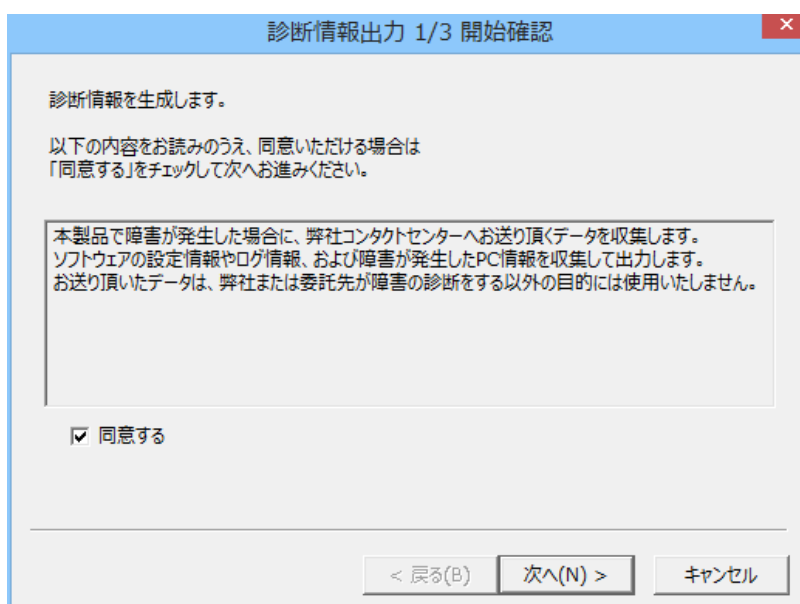 診断情報出力 1/3 開始確認
診断情報を生成します。
以下の内容をお読みのうえ、同意いただける場合は
「同意する」をチェックして次へお進みください。
本製品で障害が発生した場合に、弊社コンタクトセンターへお送り頂くデータを収集します。
ソフトウェアの設定情報やログ情報、および障害が発生したPC情報を収集して出力します。
お送り頂いたデータは、弊社または委託先が障害の診断をする以外の目的には使用いたしません。
同意する
< 戻る(B)
次へ(N) >
キャンセル